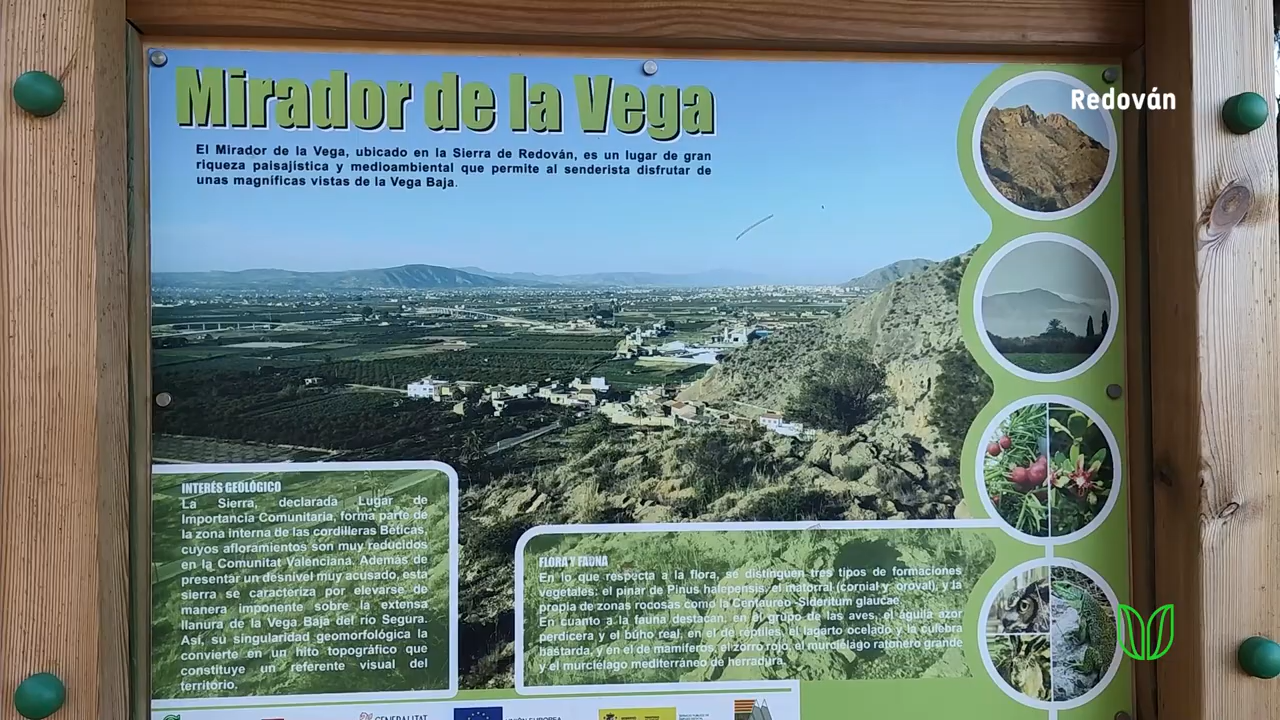 Mirador de la Vega
Redován
El Mirador de la Vega, ubicado en la Sierra de Redován, es un lugar de gran
riqueza paisajística y medioambiental que permite al senderista disfrutar de
unas magníficas vistas de la Vega Baja.
INTERÉS GEOLÓGICO
La Sierra, declarada Lugar de
Importancia Comunitaria, forma parte de
la zona interna de las cordilleras Béticas,
cuyos afloramientos son muy reducidos
en la Comunitat Valenciana. Además de
presentar un desnivel muy acusado, esta
sierra se caracteriza por elevarse de
manera imponente sobre la extensa
llanura de la Vega Baja del río Segura.
Así, su singularidad geomorfológica la
convierte en un hito topográfico que
constituye un referente visual del
territorio.
FLORA Y FAUNA
En lo que respecta a la flora, se distinguen tres tipos de formaciones
vegetales: el pinar de Pinus halepensis, el matorral (cornial y oroval), y la
propia de zonas rocosas como la Centaureo -Sideritum glaucae.
En cuanto a la fauna destacan, en el grupo de las aves, el águila azor
perdicera y el búho real, en el de reptiles, el lagarto ocelado y la culebra
bastarda, y en el de mamíferos, el zorro rojo, el murciélago ratonero grande
y el murciélago mediterráneo de herradura.
GENERALITAT
UNIÓN EUROPEA